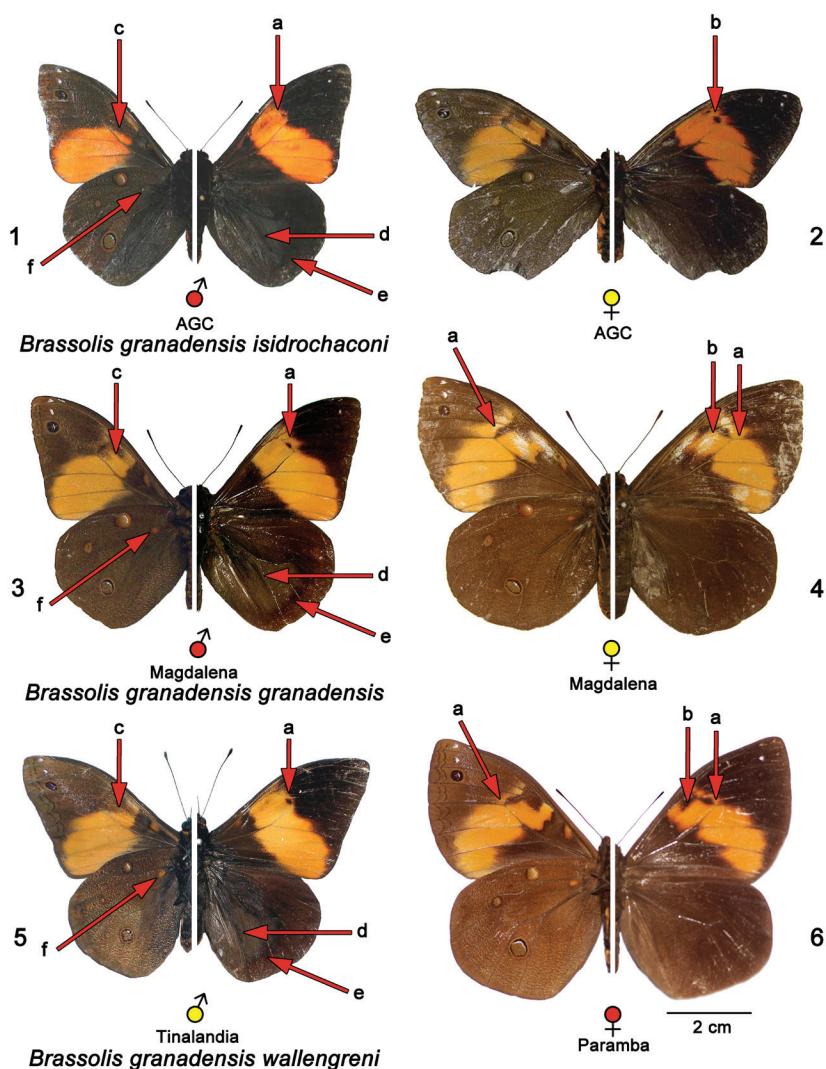 c
a
b
1
d
e
f
2
♂
AGC
♀
AGC
Brassolis granadensis isidrochaconi
c
a
a
b
a
3
d
e
f
4
♂
Magdalena
♀
Magdalena
Brassolis granadensis granadensis
c
a
a
b
a
5
d
e
f
6
♂
Tinalandia
♀
Paramba
2 cm
Brassolis granadensis wallengreni